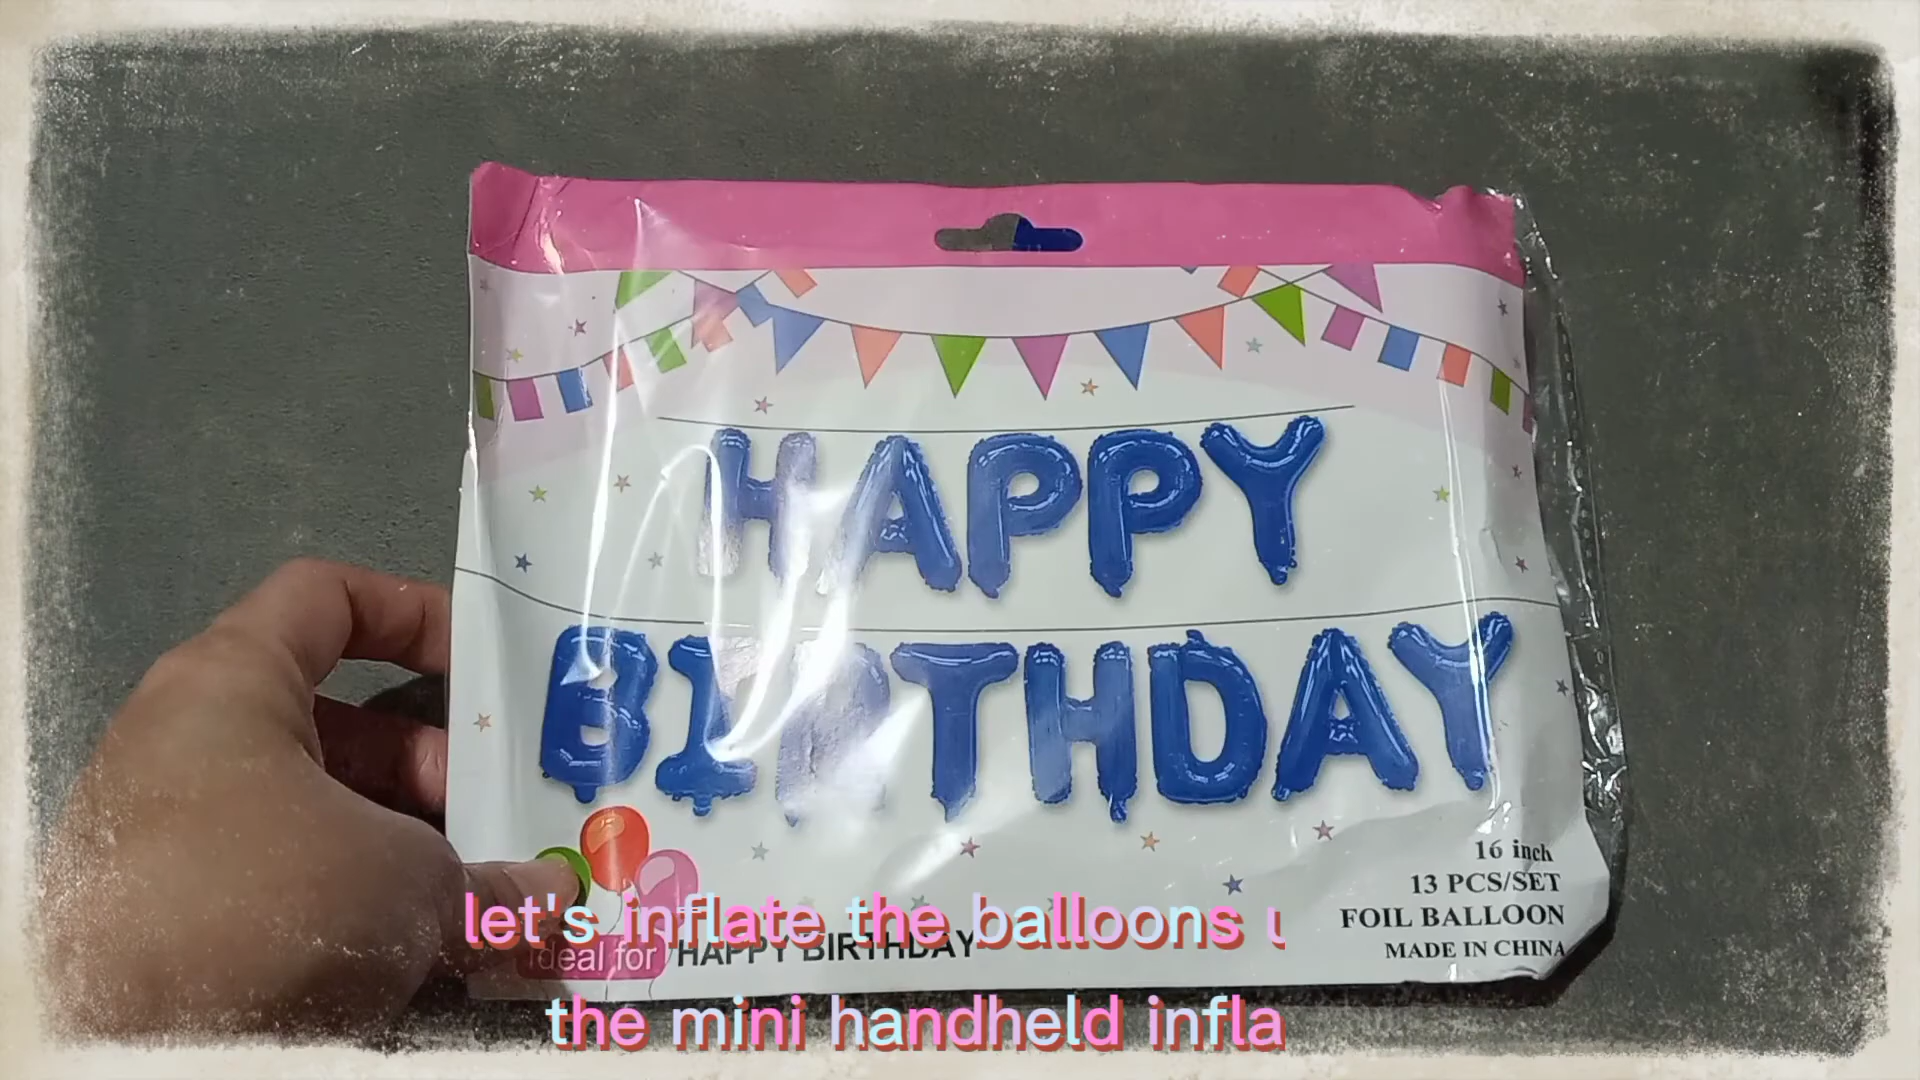 HAPPY
BIRTHDAY
16 inch
13 PCS/SET
FOIL BALLOON
MADE IN CHINA
let's inflate the balloons
ideal for HAPPY BIRTHDAY
the mini handheld infla